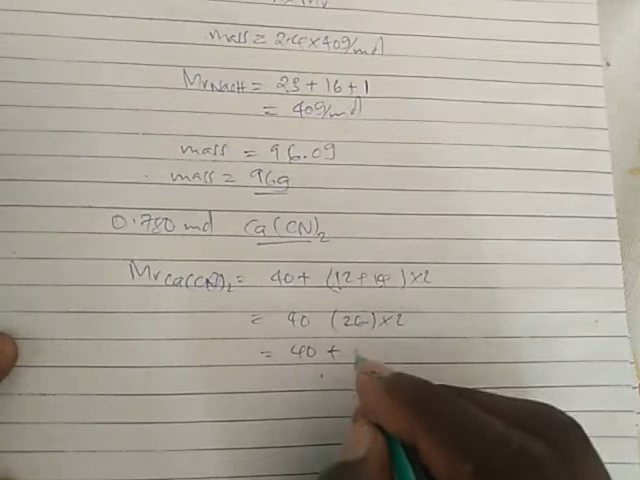 mass = 2.4 × 40g/mol
Mr NaOH = 23 + 16 + 1
= 40g/mol
mass = 96.0g
mass = 96g
0.780 mol Ca(CN)2
Mr Ca(CN)2 = 40 + (12 + 14) × 2
= 40 (26) × 2
= 40 +